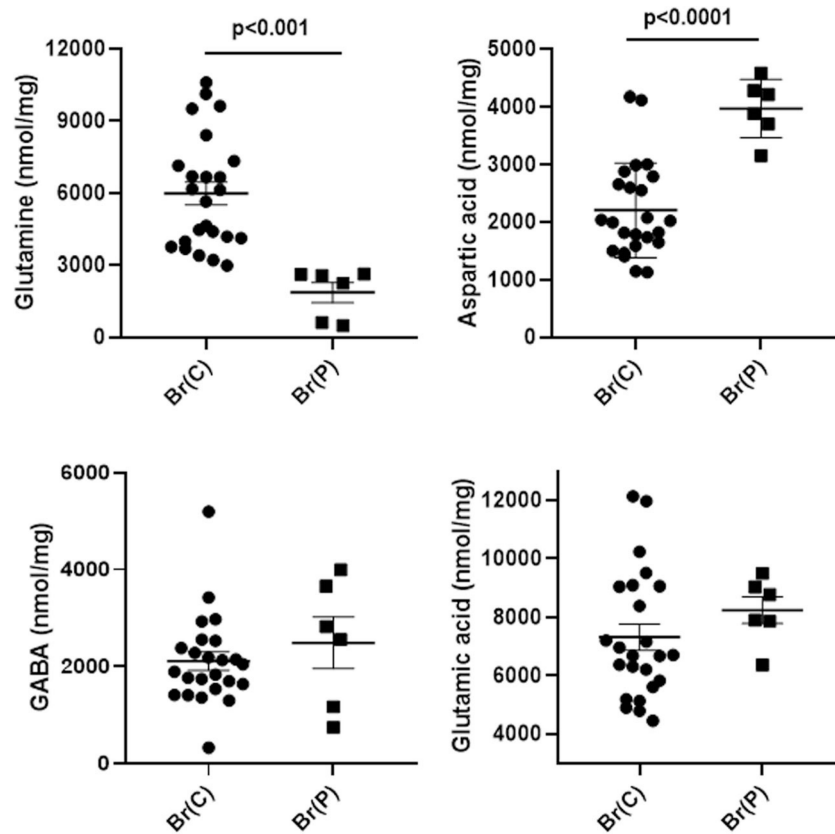 p<0.001
12000
9000
6000
3000
0
Glutamine (nmol/mg)
Br(C)
Br(P)
p<0.0001
5000
4000
3000
2000
1000
0
Aspartic acid (nmol/mg)
Br(C)
Br(P)
6000
4000
2000
0
GABA (nmol/mg)
Br(C)
Br(P)
12000
10000
8000
6000
4000
Glutamic acid (nmol/mg)
Br(C)
Br(P)